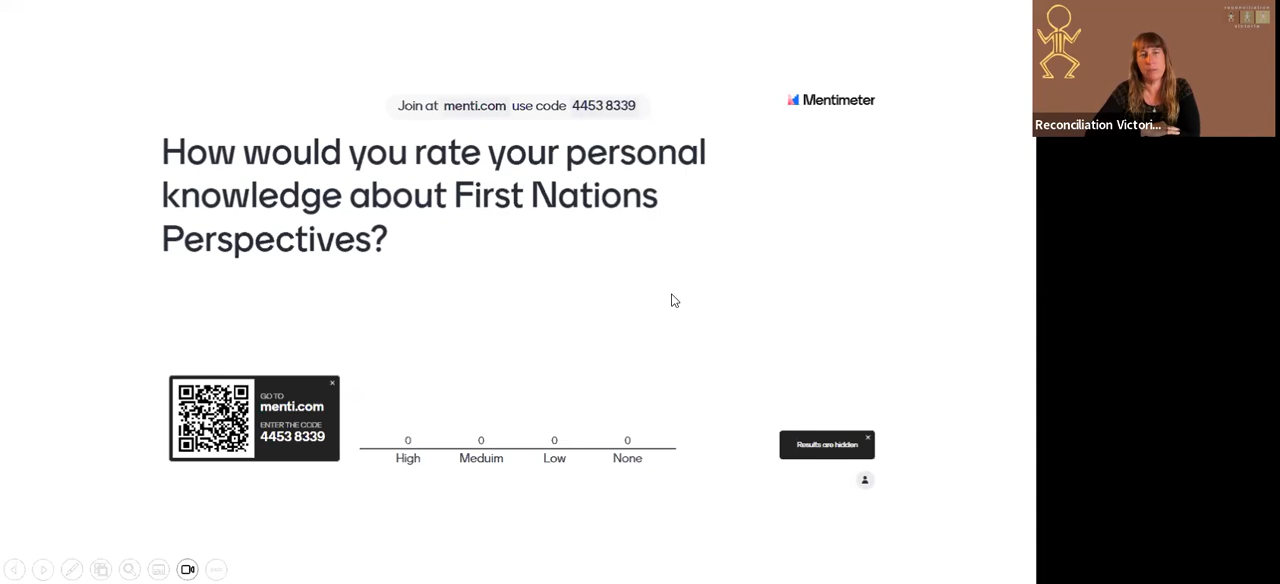 Join at menti.com use code 4453 8339
Mentimeter
How would you rate your personal
knowledge about First Nations
Perspectives?
GO TO
menti.com
ENTER THE CODE
4453 8339
0 0 0 0
High Meduim Low None
Results are hidden
reconciliation
victoria
Reconciliation Victori...